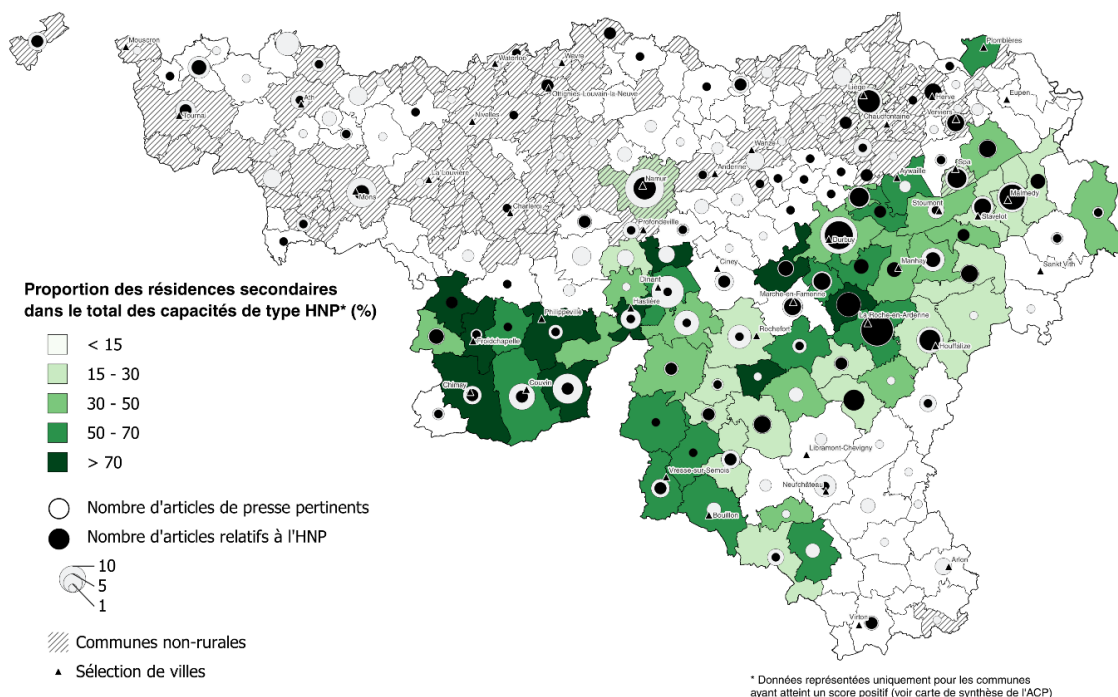 Mouscron
Plombières
Waterloo
Wavre
Liège
Herve
Eupen
Ath
Ottignies-Louvain-la-Neuve
Chaudfontaine
Verviers
Tournai
Nivelles
Wanze
Andenne
Spa
La Louvière
Namur
Aywaille
Malmedy
Mons
Charleroi
Stoumont
Stavelot
Profondeville
Durbuy
Ciney
Manhay
Sankt Vith
Dinant
Marche-en-Famenne
Hastière
Philippeville
La Roche-en-Ardenne
Rochefort
Froidchapelle
Houffalize
Chimay
Couvin
Libramont-Chevigny
Vresse-sur-Semois
Neufchâteau
Bouillon
Arlon
Virton
Proportion des résidences secondaires
dans le total des capacités de type HNP* (%)
< 15
15 - 30
30 - 50
50 - 70
> 70
Nombre d'articles de presse pertinents
Nombre d'articles relatifs à l'HNP
10
5
1
Communes non-rurales
Sélection de villes
* Données représentées uniquement pour les communes
ayant atteint un score positif (voir carte de synthèse de l'ACP)